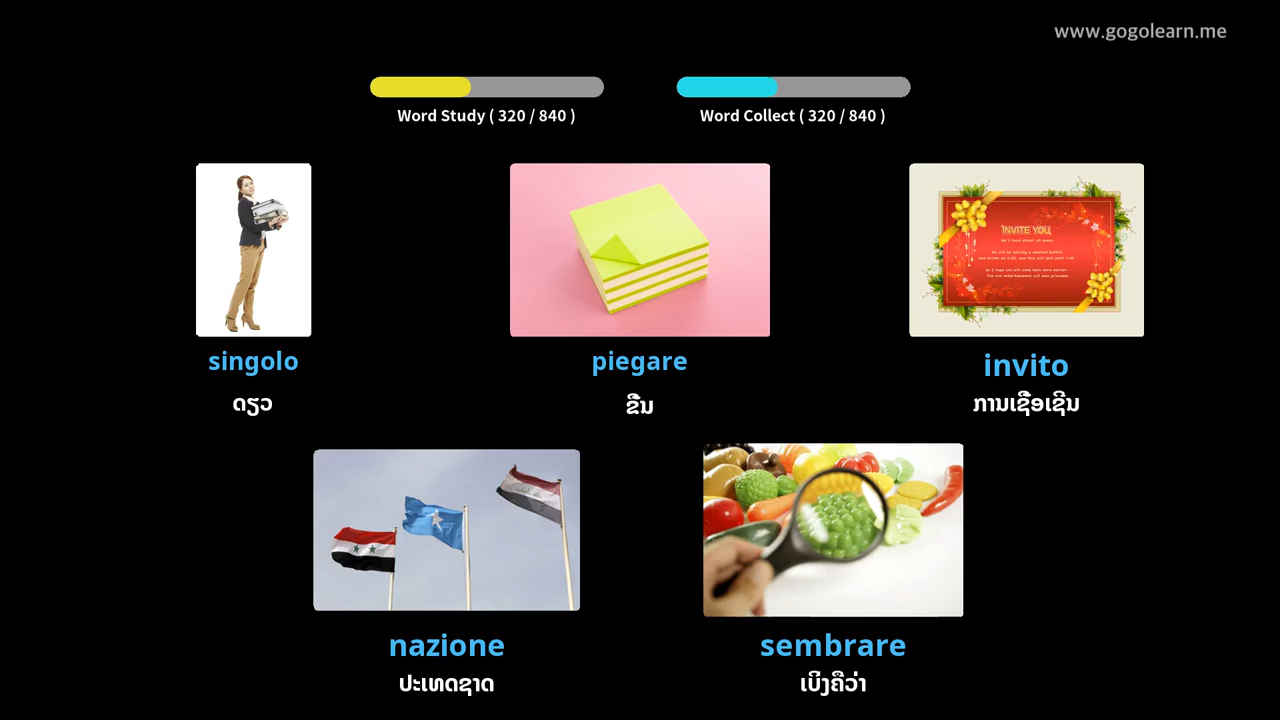 www.gogolearn.me
Word Study ( 320 / 840 )
Word Collect ( 320 / 840 )
INVITE YOU
singolo
piegare
invito
ດຽວ
ຂື້ນ
ການເຊື້ອເຊີນ
nazione
sembrare
ປະເທດຊາດ
ເບິ່ງຄືວ່າ